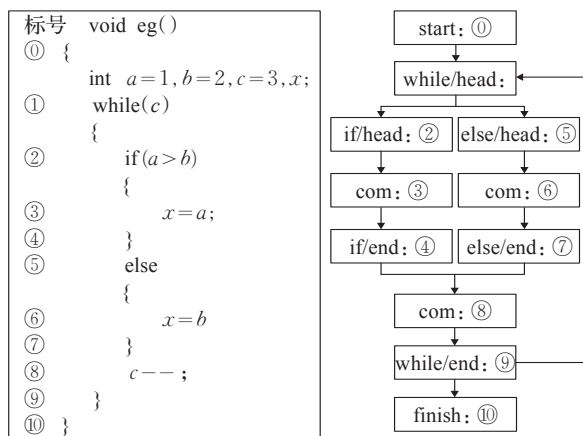 标号 void eg()
⓪ {
int a=1,b=2,c=3,x;
① while(c)
{
② if(a>b)
{
③ x=a;
④ }
⑤ else
{
⑥ x=b
⑦ }
⑧ c--;
⑨ }
⑩ }
start: ⓪
while/head:
if/head: ②
else/head: ⑤
com: ③
com: ⑥
if/end: ④
else/end: ⑦
com: ⑧
while/end: ⑨
finish: ⑩